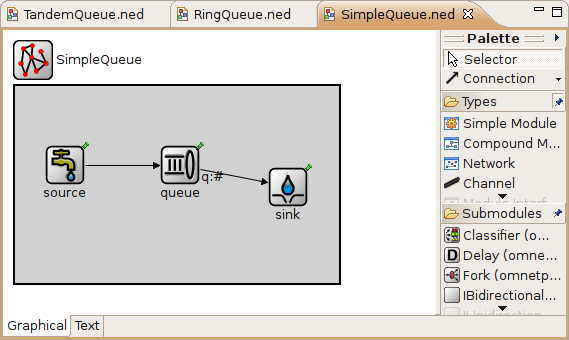 TandemQueue.ned RingQueue.ned SimpleQueue.ned
SimpleQueue
source
queue
q:#
sink
Palette
Selector
Connection
Types
Simple Module
Compound M...
Network
Channel
Submodules
Classifier (o...
Delay (omne...
Fork (omnetp...
IBidirectional...
Graphical Text